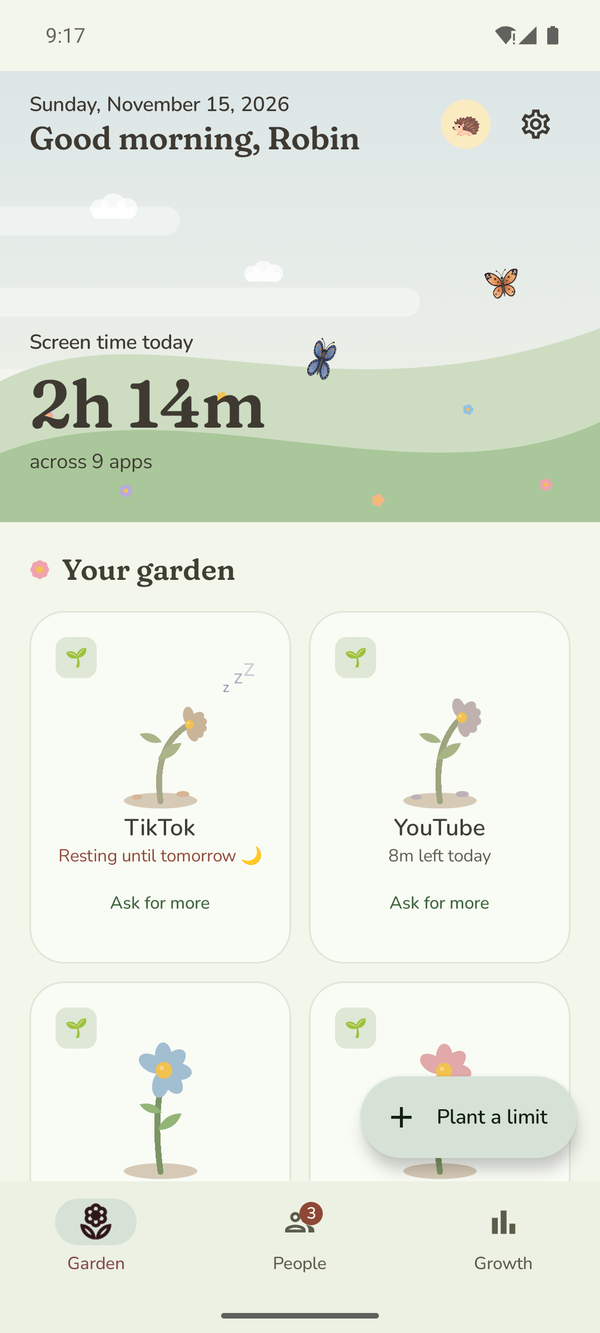 9:17
Sunday, November 15, 2026
Good morning, Robin
Screen time today
2h 14m
across 9 apps
Your garden
z z Z
TikTok
Resting until tomorrow 🌙
Ask for more
YouTube
8m left today
Ask for more
Plant a limit
3
Garden
People
Growth